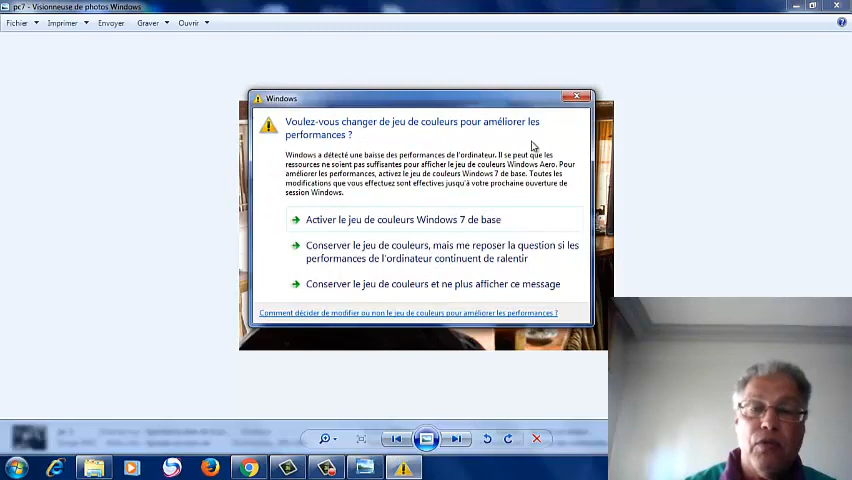 pc7 - Visionneuse de photos Windows
Fichier Imprimer Envoyer Graver Ouvrir
Windows
Voulez-vous changer de jeu de couleurs pour améliorer les
performances ?
Windows a détecté une baisse des performances de l'ordinateur. Il se peut que les
ressources ne soient pas suffisantes pour afficher le jeu de couleurs Windows Aero. Pour
améliorer les performances, activez le jeu de couleurs Windows 7 de base. Toutes les
modifications que vous effectuez sont effectives jusqu'à votre prochaine ouverture de
session Windows.
Activer le jeu de couleurs Windows 7 de base
Conserver le jeu de couleurs, mais me reposer la question si les
performances de l'ordinateur continuent de ralentir
Conserver le jeu de couleurs et ne plus afficher ce message
Comment décider de modifier ou non le jeu de couleurs pour améliorer les performances ?